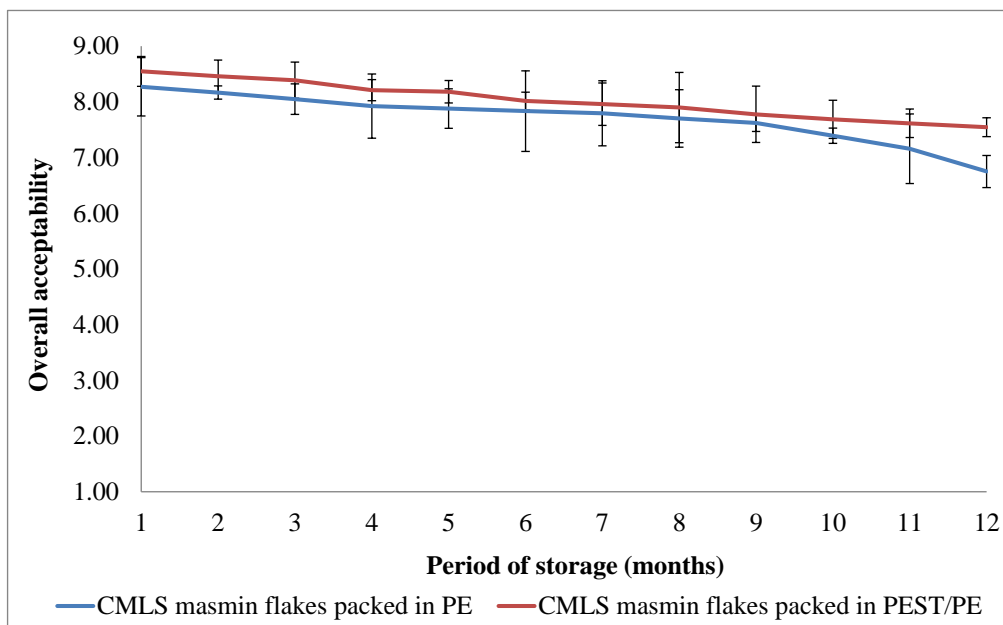 9.00
8.00
7.00
6.00
5.00
4.00
3.00
2.00
1.00
Overall acceptability
1 2 3 4 5 6 7 8 9 10 11 12
Period of storage (months)
CMLS masmin flakes packed in PE CMLS masmin flakes packed in PEST/PE